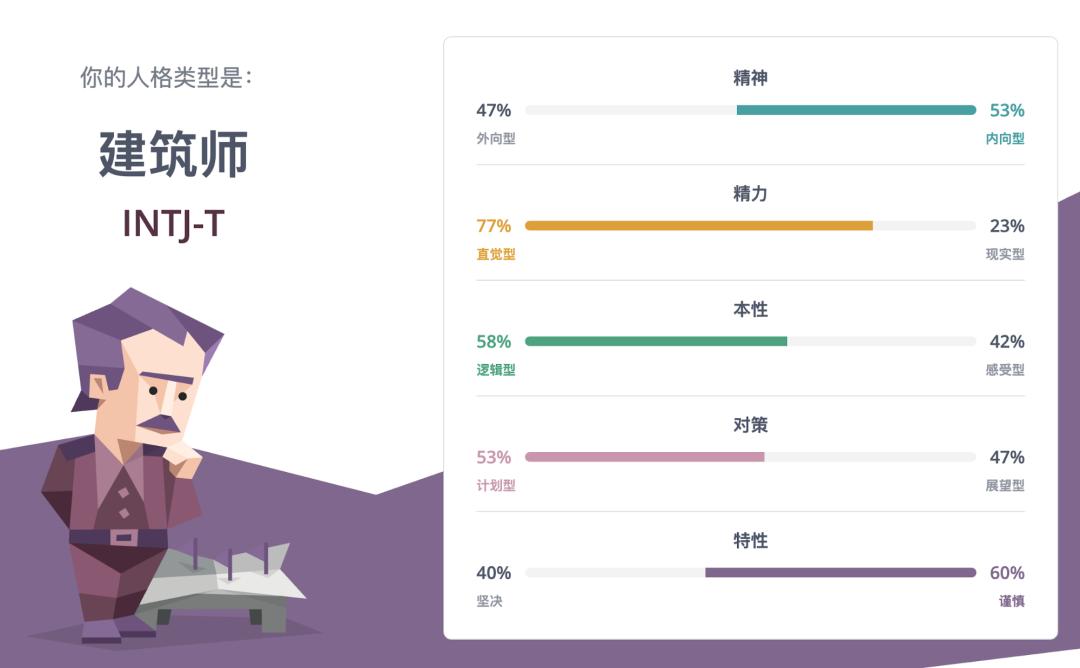 你的人格类型是：
建筑师
INTJ-T
精神
47%
53%
外向型
内向型
精力
77%
23%
直觉型
现实型
本性
58%
42%
逻辑型
感受型
对策
53%
47%
计划型
展望型
特性
40%
60%
坚决
谨慎